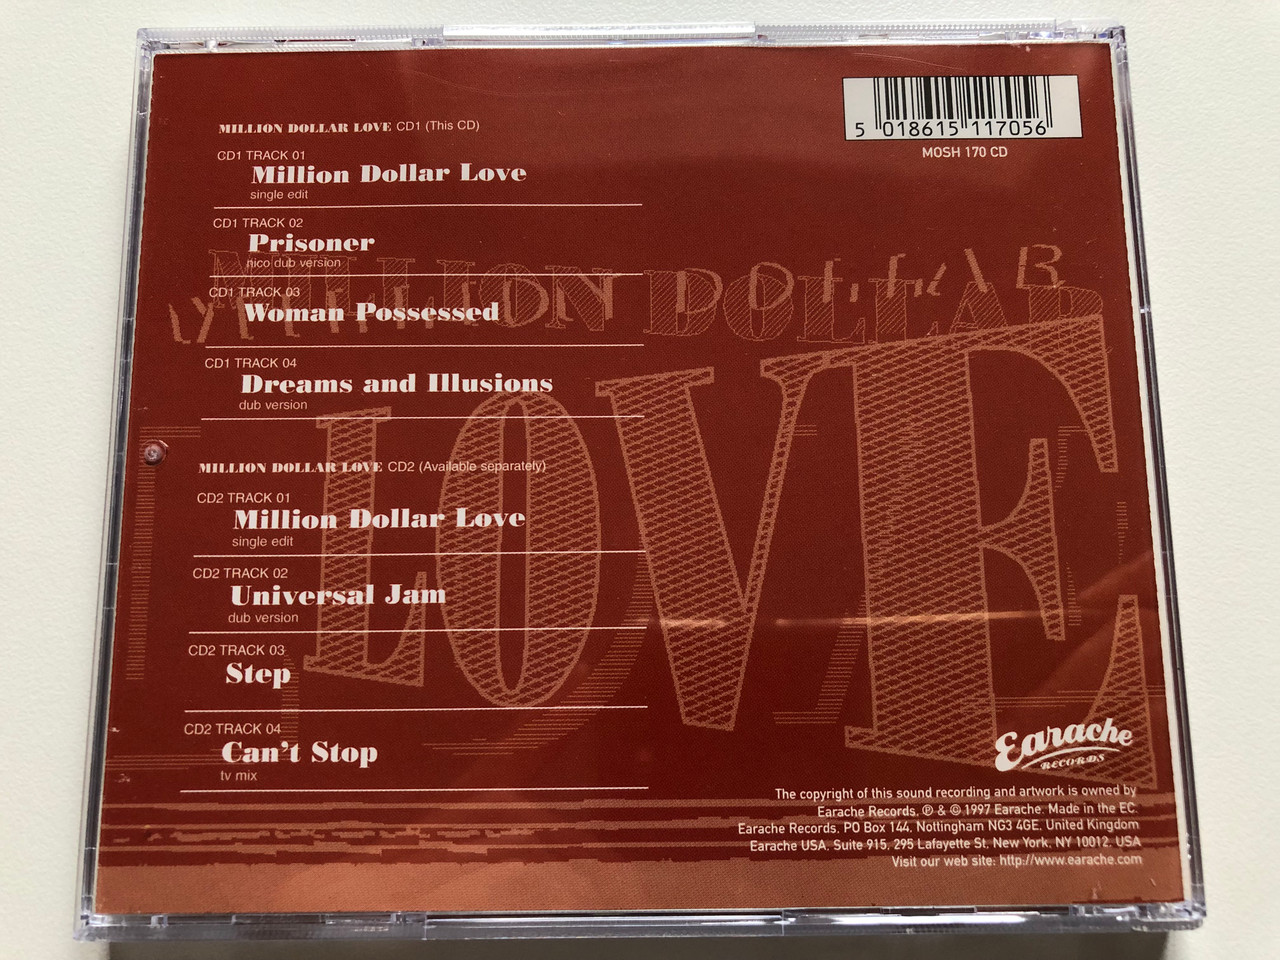 MILLION DOLLAR LOVE CD1 (This CD)
CD1 TRACK 01
Million Dollar Love
single edit
CD1 TRACK 02
Prisoner
nico dub version
CD1 TRACK 03
Woman Possessed
CD1 TRACK 04
Dreams and Illusions
dub version
MILLION DOLLAR LOVE CD2 (Available separately)
CD2 TRACK 01
Million Dollar Love
single edit
CD2 TRACK 02
Universal Jam
dub version
CD2 TRACK 03
Step
CD2 TRACK 04
Can't Stop
tv mix
5 018615 117056
MOSH 170 CD
MILLION DOLLAR
MILLION DOLLAR
LOVE
Earache
RECORDS
The copyright of this sound recording and artwork is owned by
Earache Records, ℗ & © 1997 Earache. Made in the EC.
Earache Records, PO Box 144, Nottingham NG3 4GE, United Kingdom
Earache USA, Suite 915, 295 Lafayette St, New York, NY 10012, USA
Visit our web site: http://www.earache.com